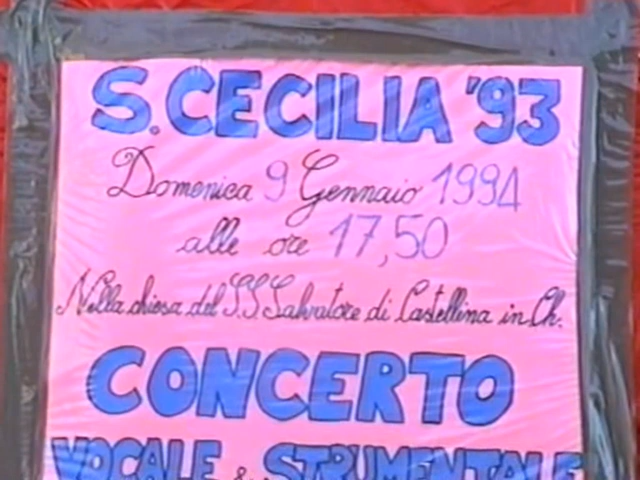 S. CECILIA '93
Domenica 9 Gennaio 1994
alle ore 17,50
Nella chiesa del S.S. Salvatore di Castellina in Ch.
CONCERTO
VOCALE & STRUMENTALE